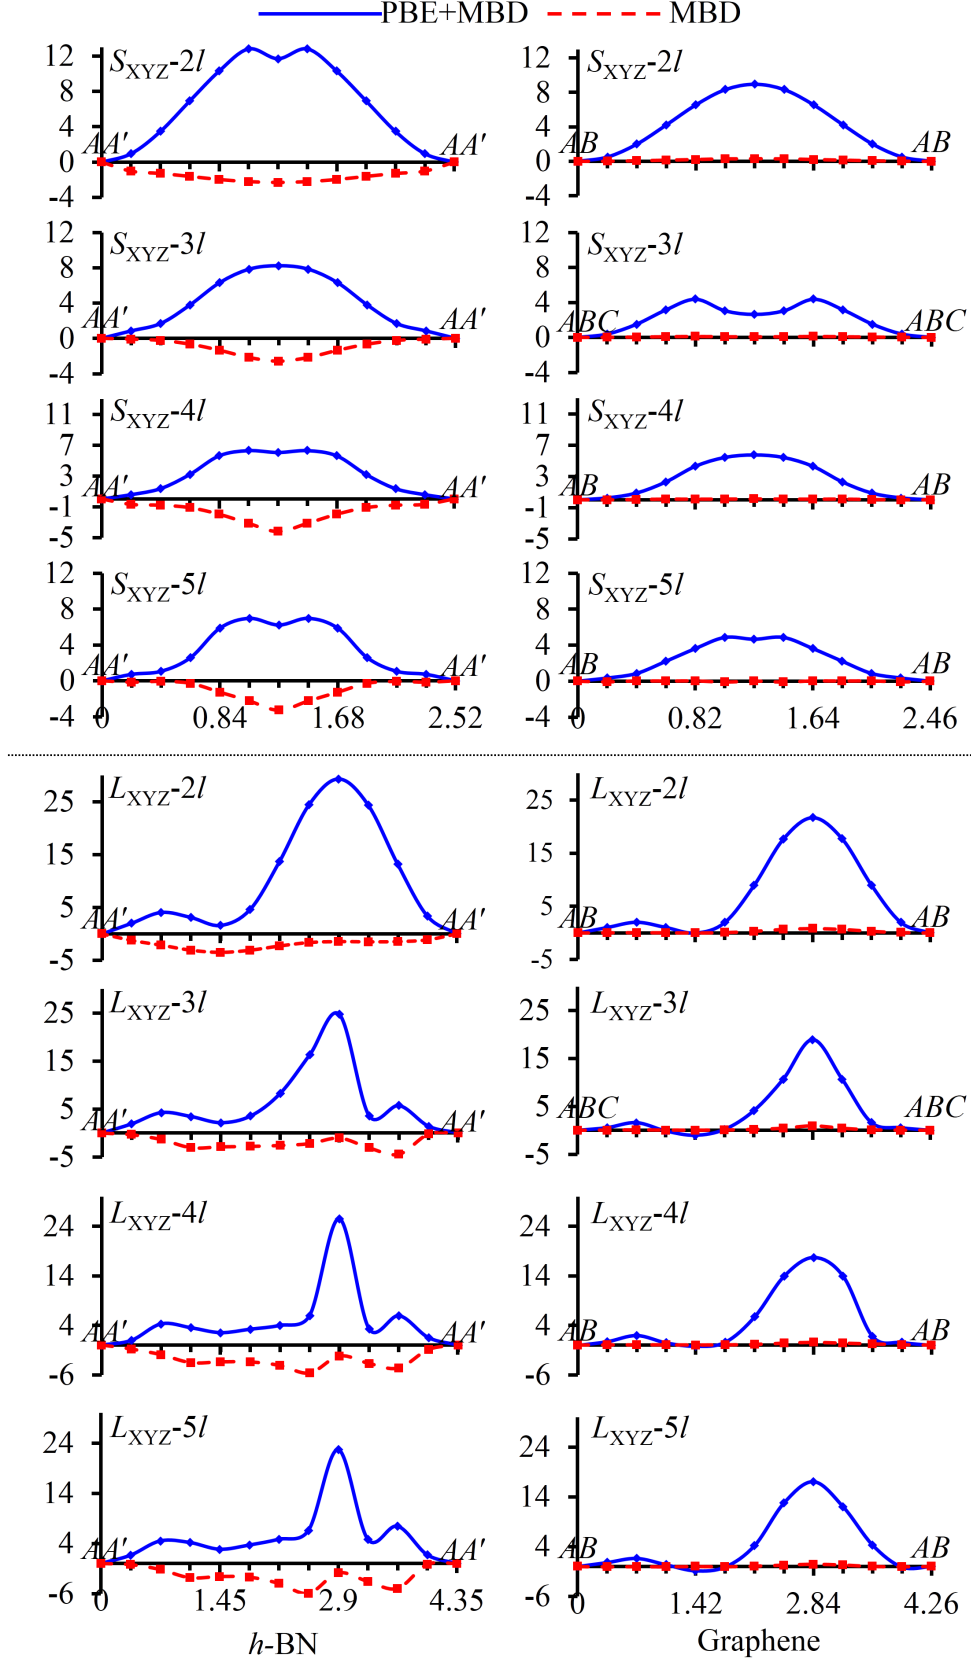 PBE+MBD MBD
S_XYZ-2l
12
8
4
0
-4
AA′ AA′
S_XYZ-2l
12
8
4
0
-4
AB AB
S_XYZ-3l
12
8
4
0
-4
AA′ AA′
S_XYZ-3l
12
8
4
0
-4
ABC ABC
S_XYZ-4l
11
7
3
-1
-5
AA′ AA′
S_XYZ-4l
11
7
3
-1
-5
AB AB
S_XYZ-5l
12
8
4
0
-4
AA′ AA′
0 0.84 1.68 2.52
S_XYZ-5l
12
8
4
0
-4
AB AB
0 0.82 1.64 2.46
L_XYZ-2l
25
15
5
-5
AA′ AA′
L_XYZ-2l
25
15
5
-5
AB AB
L_XYZ-3l
25
15
5
-5
AA′ AA′
L_XYZ-3l
25
15
5
-5
ABC ABC
L_XYZ-4l
24
14
4
-6
AA′ AA′
L_XYZ-4l
24
14
4
-6
AB AB
L_XYZ-5l
24
14
4
-6
AA′ AA′
0 1.45 2.9 4.35
h-BN
L_XYZ-5l
24
14
4
-6
AB AB
0 1.42 2.84 4.26
Graphene